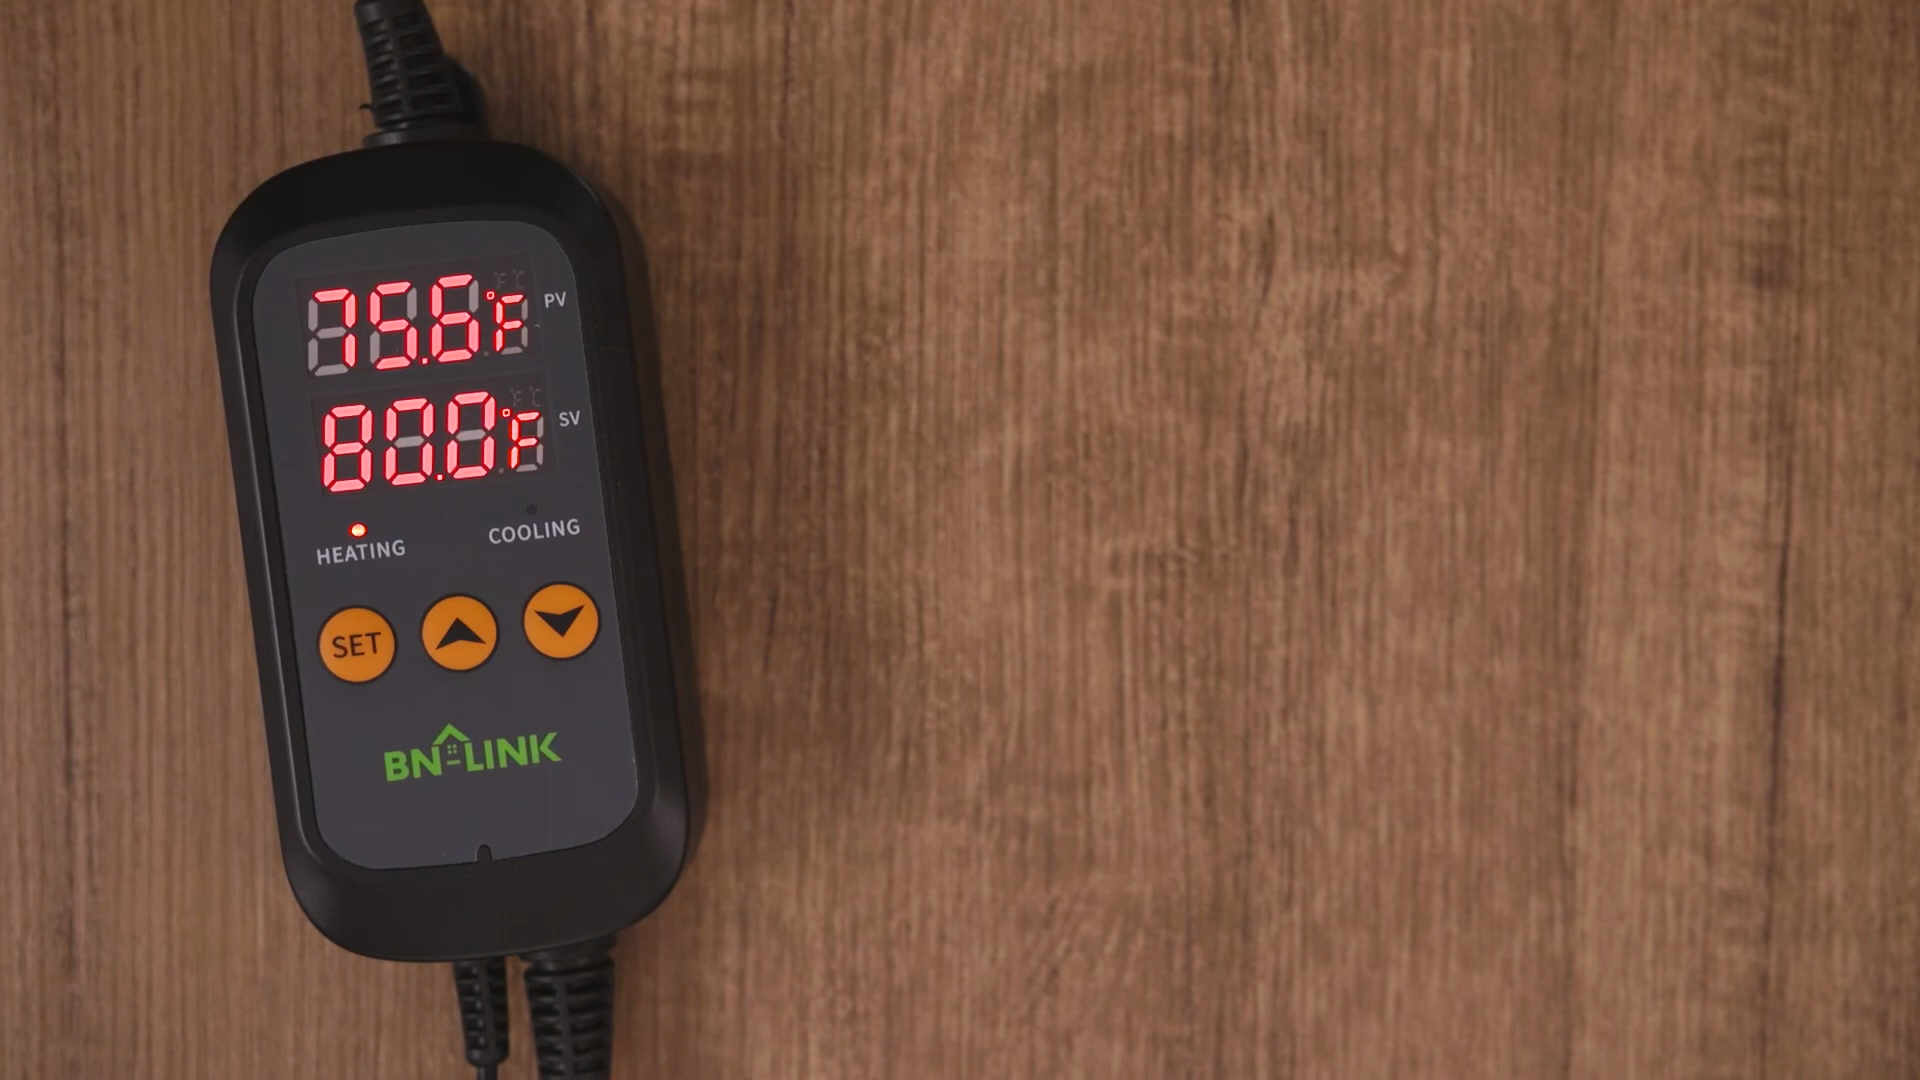 75.6°F PV
80.0°F SV
HEATING COOLING
SET
BN-LINK